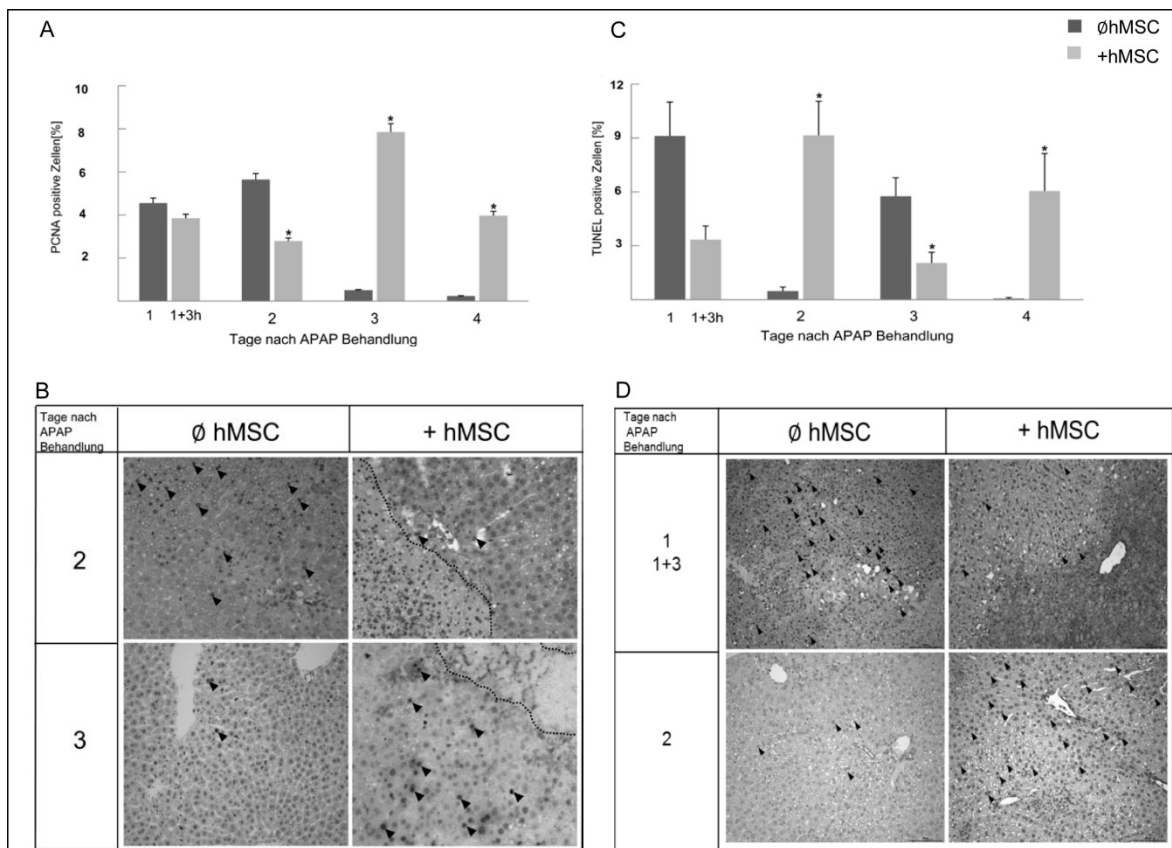 A
C
ØhMSC
+hMSC
PCNA positive Zellen[%]
10
8
6
4
2
*
*
*
1 1+3h 2 3 4
Tage nach APAP Behandlung
TUNEL positive Zellen [%]
12
9
6
3
*
*
*
1 1+3h 2 3 4
Tage nach APAP Behandlung
B
Tage nach
APAP
Behandlung
Ø hMSC
+ hMSC
2
3
D
Tage nach
APAP
Behandlung
Ø hMSC
+ hMSC
1
1+3
2